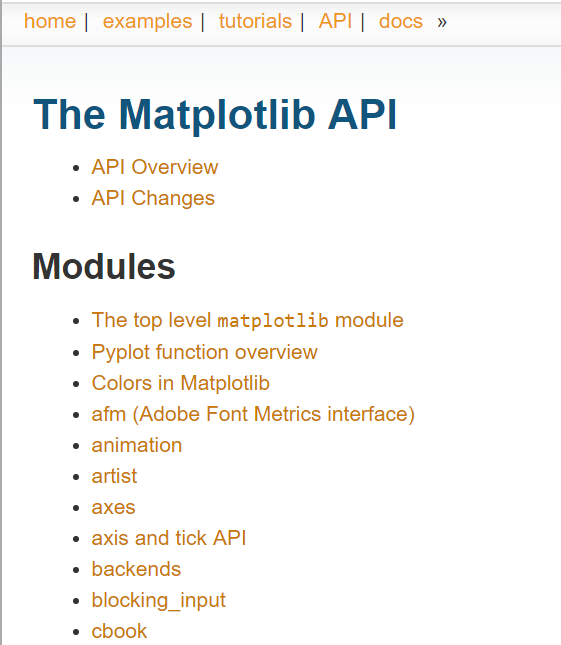 home | examples | tutorials | API | docs »
The Matplotlib API
• API Overview
• API Changes
Modules
• The top level matplotlib module
• Pyplot function overview
• Colors in Matplotlib
• afm (Adobe Font Metrics interface)
• animation
• artist
• axes
• axis and tick API
• backends
• blocking_input
• cbook